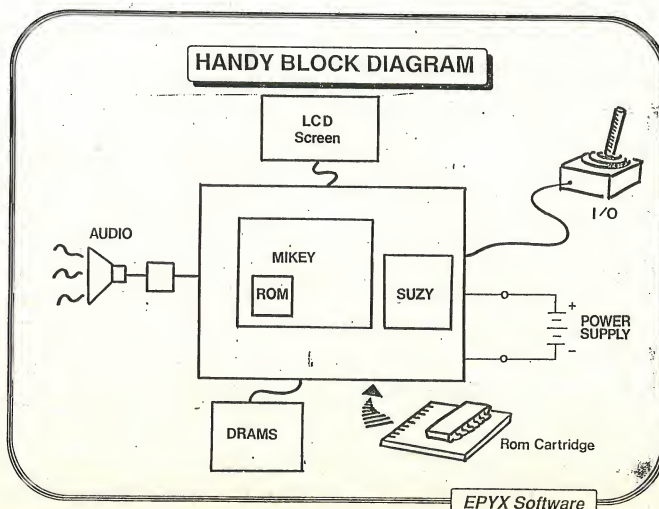 HANDY BLOCK DIAGRAM
LCD
Screen
I/O
AUDIO
MIKEY
ROM
SUZY
+
POWER
SUPPLY
−
DRAMS
Rom Cartridge
EPYX Software